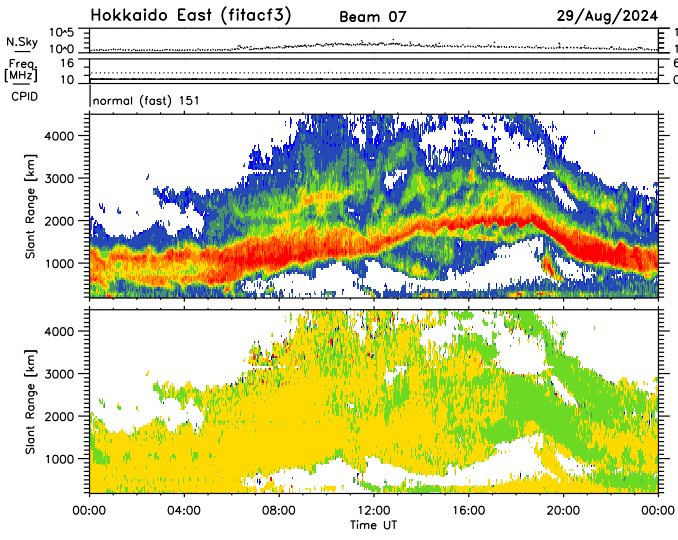 Hokkaido East (fitacf3) Beam 07 29/Aug/2024
N.Sky 10^5 10^0 1 1
Freq. [MHz] 16 10 6 0
CPID normal (fast) 151
Slant Range [km] 4000 3000 2000 1000
Slant Range [km] 4000 3000 2000 1000
00:00 04:00 08:00 12:00 16:00 20:00 00:00
Time UT